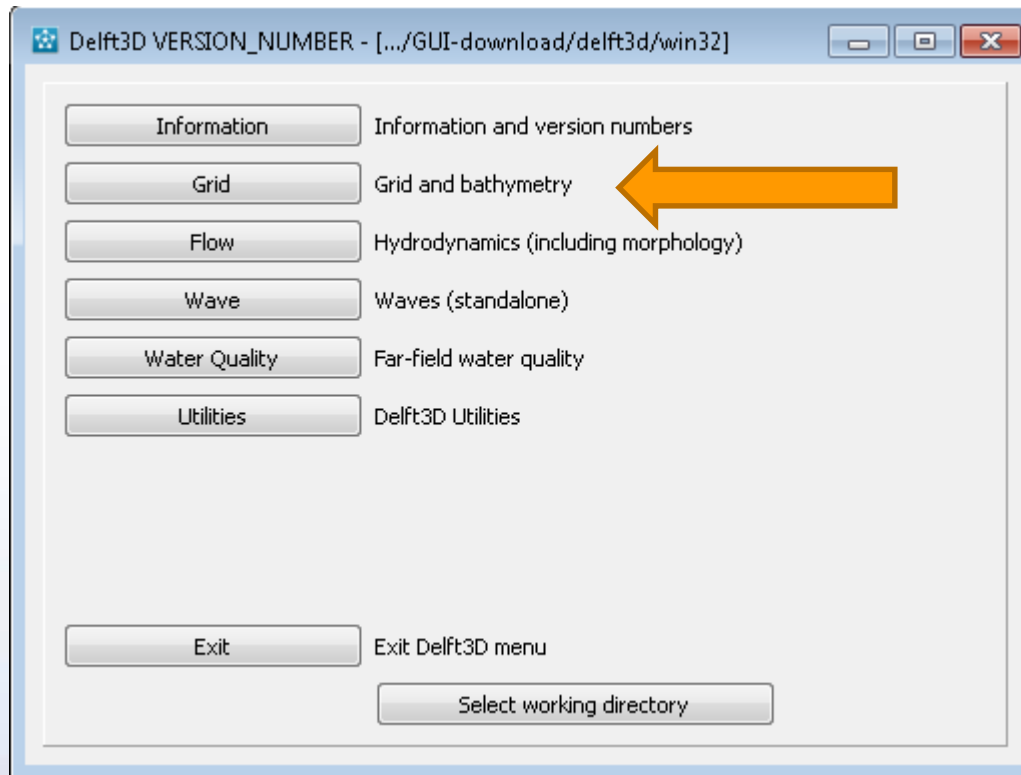 Delft3D VERSION_NUMBER - [.../GUI-download/delft3d/win32]
Information Information and version numbers
Grid Grid and bathymetry
Flow Hydrodynamics (including morphology)
Wave Waves (standalone)
Water Quality Far-field water quality
Utilities Delft3D Utilities
Exit Exit Delft3D menu
Select working directory